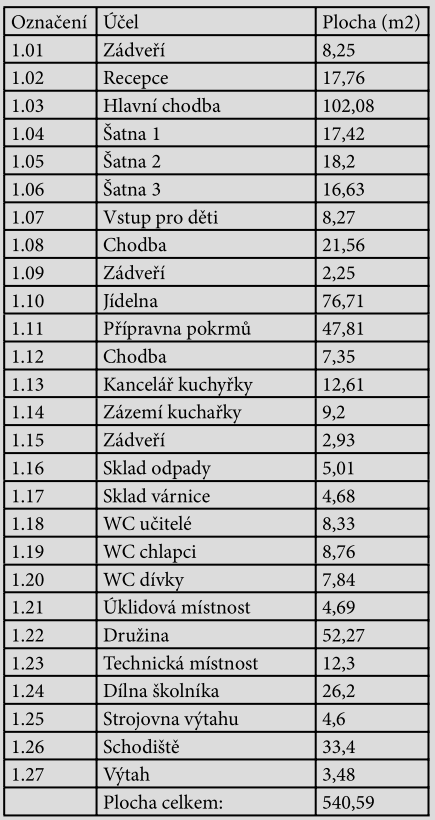 Označení Účel Plocha (m2)
1.01 Zádveří 8,25
1.02 Recepce 17,76
1.03 Hlavní chodba 102,08
1.04 Šatna 1 17,42
1.05 Šatna 2 18,2
1.06 Šatna 3 16,63
1.07 Vstup pro děti 8,27
1.08 Chodba 21,56
1.09 Zádveří 2,25
1.10 Jídelna 76,71
1.11 Přípravna pokrmů 47,81
1.12 Chodba 7,35
1.13 Kancelář kuchyřky 12,61
1.14 Zázemí kuchařky 9,2
1.15 Zádveří 2,93
1.16 Sklad odpady 5,01
1.17 Sklad várnice 4,68
1.18 WC učitelé 8,33
1.19 WC chlapci 8,76
1.20 WC dívky 7,84
1.21 Úklidová místnost 4,69
1.22 Družina 52,27
1.23 Technická místnost 12,3
1.24 Dílna školníka 26,2
1.25 Strojovna výtahu 4,6
1.26 Schodiště 33,4
1.27 Výtah 3,48
Plocha celkem: 540,59